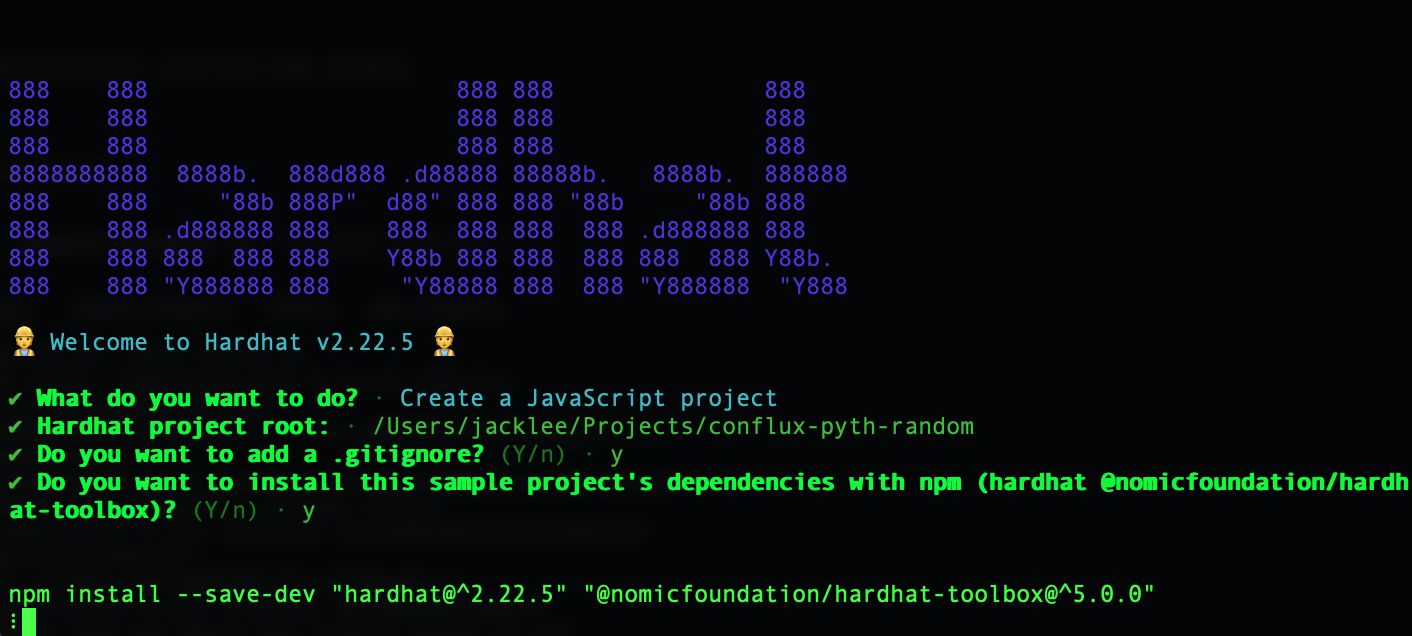 888    888                      888 888               888
888    888                      888 888               888
888    888                      888 888               888
8888888888  8888b.  888d888 .d88888 88888b.   8888b.  888888
888    888     "88b 888P"  d88" 888 888 "88b     "88b 888
888    888 .d888888 888    888  888 888  888 .d888888 888
888    888 888  888 888    Y88b 888 888  888 888  888 Y88b.
888    888 "Y888888 888     "Y88888 888  888 "Y888888  "Y888
👷 Welcome to Hardhat v2.22.5 👷
✔ What do you want to do? · Create a JavaScript project
✔ Hardhat project root: · /Users/jacklee/Projects/conflux-pyth-random
✔ Do you want to add a .gitignore? (Y/n) · y
✔ Do you want to install this sample project's dependencies with npm (hardhat @nomicfoundation/hardh
at-toolbox)? (Y/n) · y
npm install --save-dev "hardhat@^2.22.5" "@nomicfoundation/hardhat-toolbox@^5.0.0"